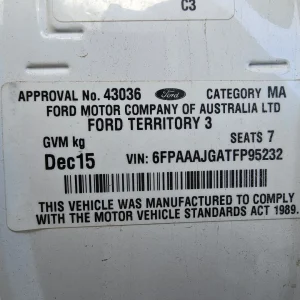 C3
APPROVAL No. 43036 Ford CATEGORY MA
FORD MOTOR COMPANY OF AUSTRALIA LTD
FORD TERRITORY 3
GVM kg SEATS 7
Dec15 VIN: 6FPAAAJGATFP95232
THIS VEHICLE WAS MANUFACTURED TO COMPLY
WITH THE MOTOR VEHICLE STANDARDS ACT 1989.